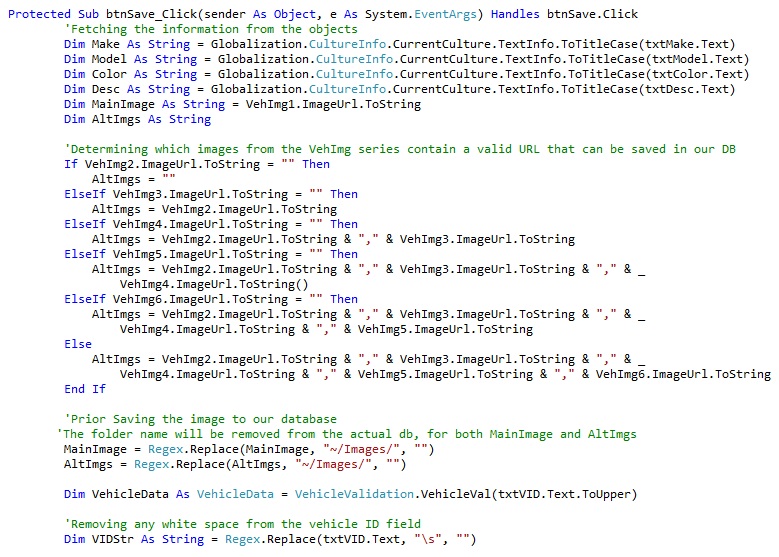 Protected Sub btnSave_Click(sender As Object, e As System.EventArgs) Handles btnSave.Click
'Fetching the information from the objects
Dim Make As String = Globalization.CultureInfo.CurrentCulture.TextInfo.ToTitleCase(txtMake.Text)
Dim Model As String = Globalization.CultureInfo.CurrentCulture.TextInfo.ToTitleCase(txtModel.Text)
Dim Color As String = Globalization.CultureInfo.CurrentCulture.TextInfo.ToTitleCase(txtColor.Text)
Dim Desc As String = Globalization.CultureInfo.CurrentCulture.TextInfo.ToTitleCase(txtDesc.Text)
Dim MainImage As String = VehImg1.ImageUrl.ToString
Dim AltImgs As String
'Determining which images from the VehImg series contain a valid URL that can be saved in our DB
If VehImg2.ImageUrl.ToString = "" Then
AltImgs = ""
ElseIf VehImg3.ImageUrl.ToString = "" Then
AltImgs = VehImg2.ImageUrl.ToString
ElseIf VehImg4.ImageUrl.ToString = "" Then
AltImgs = VehImg2.ImageUrl.ToString & "," & VehImg3.ImageUrl.ToString
ElseIf VehImg5.ImageUrl.ToString = "" Then
AltImgs = VehImg2.ImageUrl.ToString & "," & VehImg3.ImageUrl.ToString & "," & _
VehImg4.ImageUrl.ToString()
ElseIf VehImg6.ImageUrl.ToString = "" Then
AltImgs = VehImg2.ImageUrl.ToString & "," & VehImg3.ImageUrl.ToString & "," & _
VehImg4.ImageUrl.ToString & "," & VehImg5.ImageUrl.ToString
Else
AltImgs = VehImg2.ImageUrl.ToString & "," & VehImg3.ImageUrl.ToString & "," & _
VehImg4.ImageUrl.ToString & "," & VehImg5.ImageUrl.ToString & "," & VehImg6.ImageUrl.ToString
End If
'Prior Saving the image to our database
'The folder name will be removed from the actual db, for both MainImage and AltImgs
MainImage = Regex.Replace(MainImage, "~/Images/", "")
AltImgs = Regex.Replace(AltImgs, "~/Images/", "")
Dim VehicleData As VehicleData = VehicleValidation.VehicleVal(txtVID.Text.ToUpper)
'Removing any white space from the vehicle ID field
Dim VIDStr As String = Regex.Replace(txtVID.Text, "\s", "")